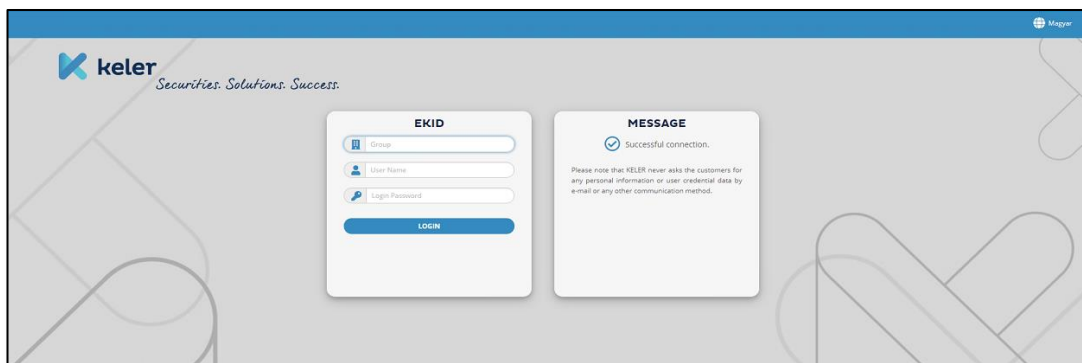 Magyar
keler
Securities. Solutions. Success.
EKID
Group
User Name
Login Password
LOGIN
MESSAGE
Successful connection.
Please note that KELER never asks the customers for
any personal information or user credential data by
e-mail or any other communication method.